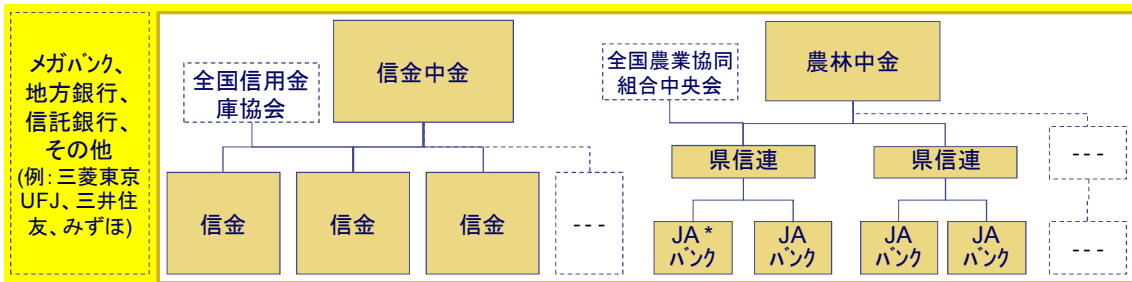 メガバンク、
地方銀行、
信託銀行、
その他
(例：三菱東京
UFJ、三井住
友、みずほ)
全国信用金
庫協会
信金中金
信金
信金
信金
---
全国農業協同
組合中央会
農林中金
県信連
県信連
---
JA *
バンク
JA
バンク
JA
バンク
JA
バンク
---